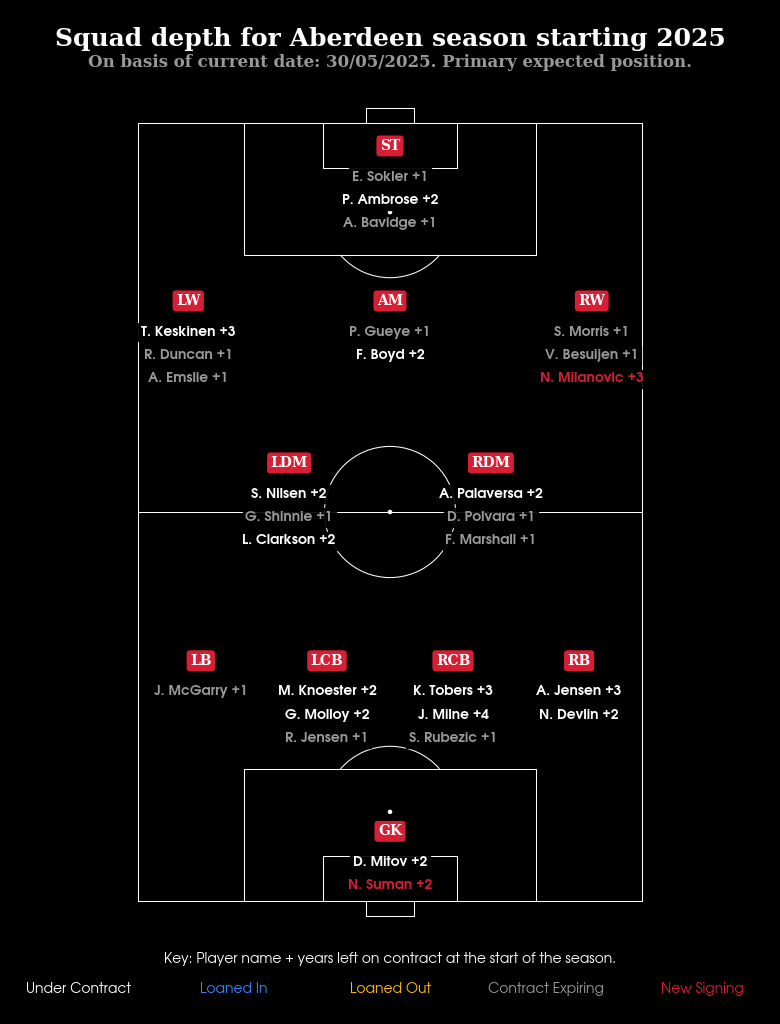 Squad depth for Aberdeen season starting 2025
On basis of current date: 30/05/2025. Primary expected position.
ST
E. Sokler +1
P. Ambrose +2
A. Bavidge +1
LW
T. Keskinen +3
R. Duncan +1
A. Emslie +1
AM
P. Gueye +1
F. Boyd +2
RW
S. Morris +1
V. Besuijen +1
N. Milanovic +3
LDM
S. Nilsen +2
G. Shinnie +1
L. Clarkson +2
RDM
A. Palaversa +2
D. Polvara +1
F. Marshall +1
LB
J. McGarry +1
LCB
M. Knoester +2
G. Molloy +2
R. Jensen +1
RCB
K. Tobers +3
J. Milne +4
S. Rubezic +1
RB
A. Jensen +3
N. Devlin +2
GK
D. Mitov +2
N. Suman +2
Key: Player name + years left on contract at the start of the season.
Under Contract
Loaned In
Loaned Out
Contract Expiring
New Signing